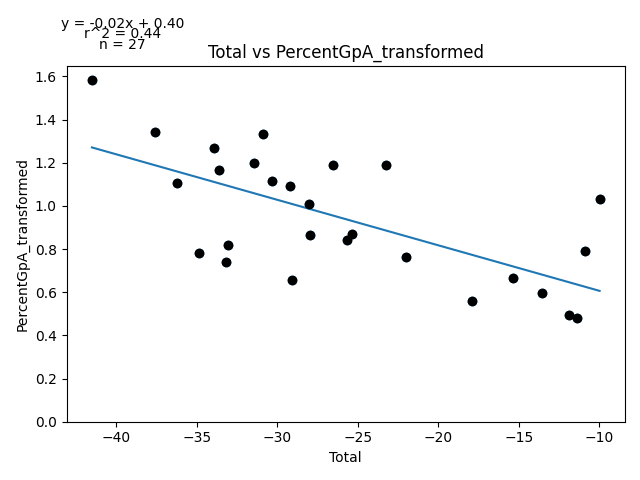 y = -0.02x + 0.40
r^2 = 0.44
n = 27
Total vs PercentGpA_transformed
PercentGpA_transformed
1.6
1.4
1.2
1.0
0.8
0.6
0.4
0.2
0.0
−40 −35 −30 −25 −20 −15 −10
Total